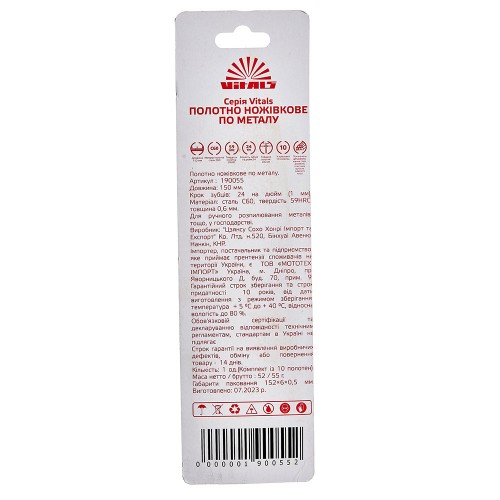 VITALS
Серія Vitals
ПОЛОТНО НОЖІВКОВЕ
ПО МЕТАЛУ
C60
10
Полотно ножівкове по металу.
Артикул : 190055
Довжина: 150 мм.
Крок зубців: 24 на дюйм (1 мм)
Матеріал: сталь С60, твердість 59HRC,
товщина 0,6 мм.
Для ручного розпилювання металів
тощо, у господарстві.
Виробник: "Цзянсу Сохо Хонрі Імпорт та
Експорт" Ко. Лтд, н.520, Бінхуаі Авеню
Нанкін, КНР.
Імпортер, постачальник та підприємство,
яке приймає претензії споживачів на
території України, є ТОВ «МОТОТЕХ
ІМПОРТ» Україна, м. Дніпро, пр.
Яворницького Д. буд. 70, прим. 9
Гарантійний строк зберігання та строк
придатності 10 років, від дати
виготовлення з режимом зберігання:
температура + 5 ºС до + 40 ºС, відносна
вологість до 80 %.
Обов'язковій сертифікації та
декларуванню відповідності технічним
регламентам, стандартам в Україні не
підлягає
Строк гарантії на виявлення виробничих
дефектів, обміну або повернення
товару - 14 днів.
Кількість: 1 од.(Комплект із 10 полотен)
Маса нетто / брутто : 52 / 55 г.
Габарити пакування 152×6×0,5 мм
Виготовлено: 07.2023 р.
0 000001 900552